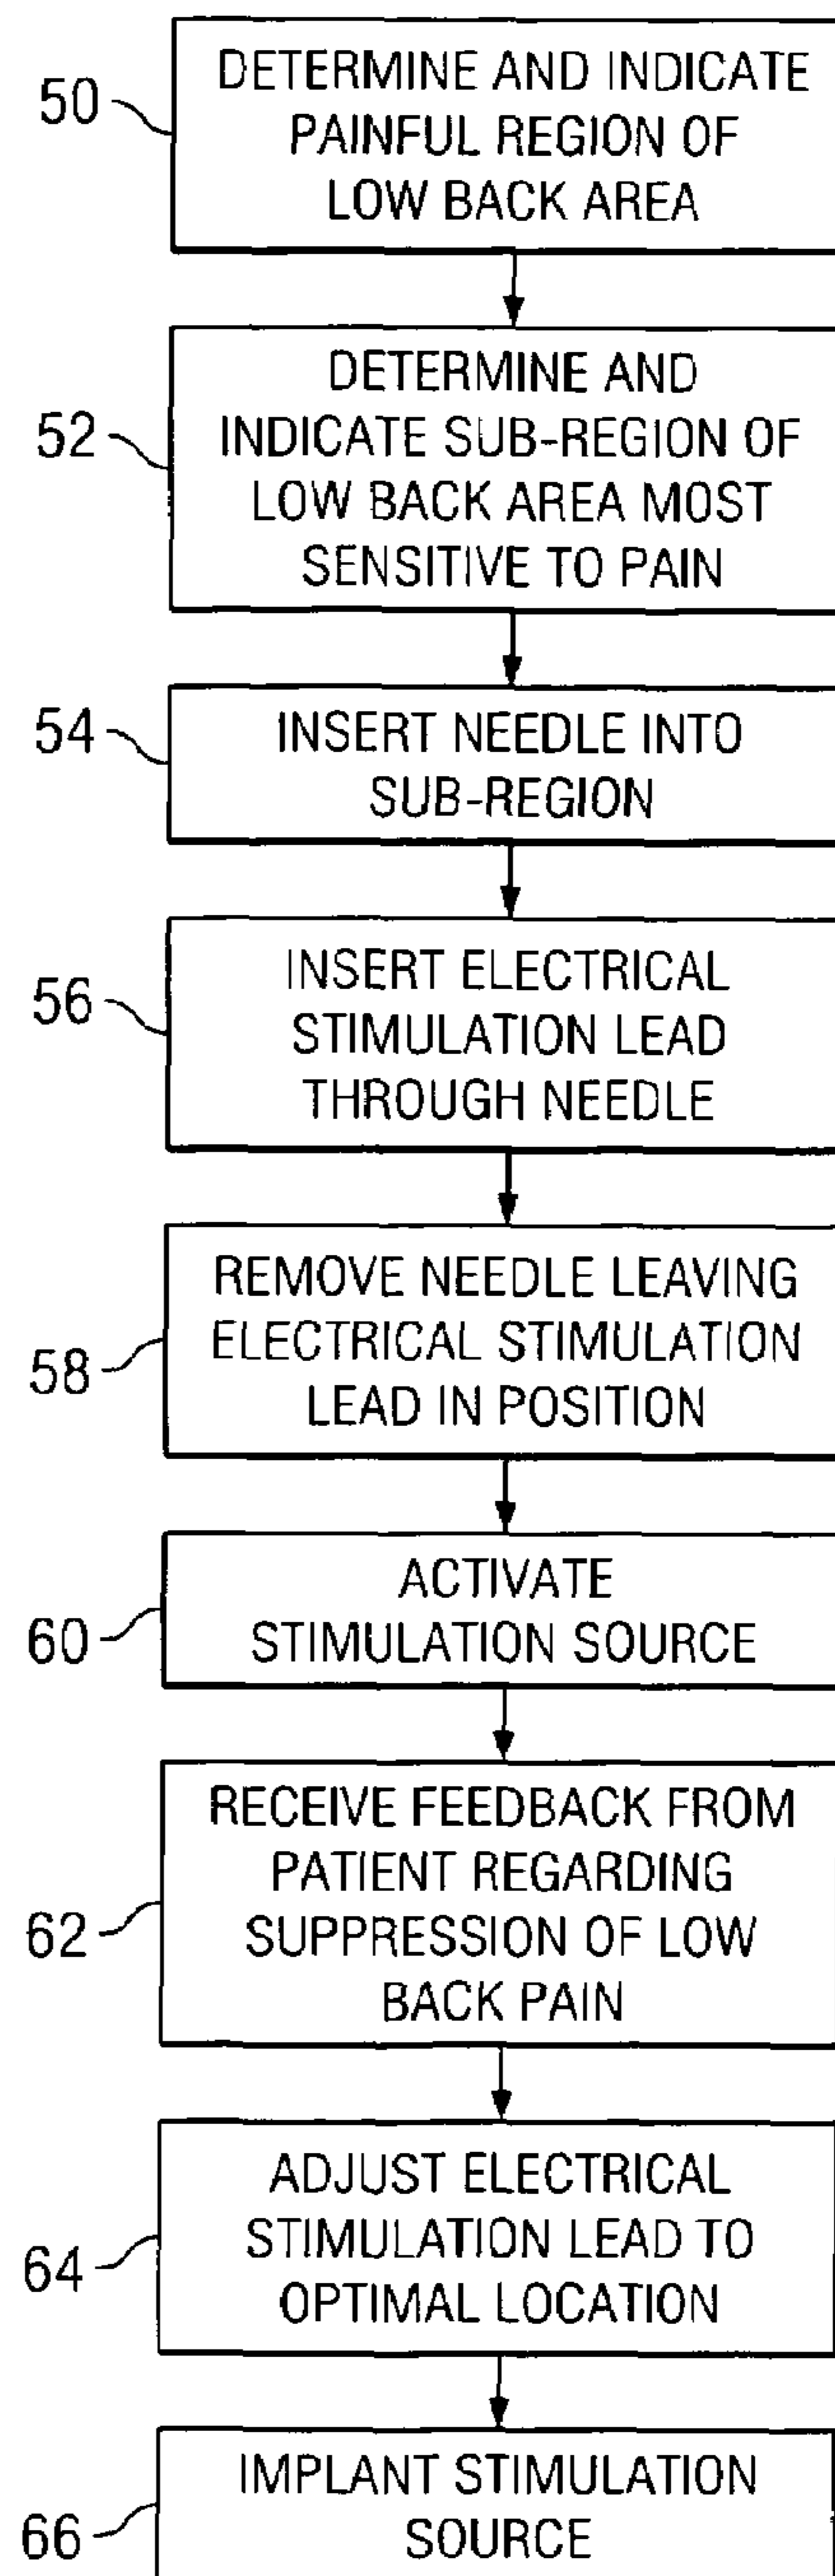 50
DETERMINE AND INDICATE
PAINFUL REGION OF
LOW BACK AREA
52
DETERMINE AND
INDICATE SUB-REGION OF
LOW BACK AREA MOST
SENSITIVE TO PAIN
54
INSERT NEEDLE INTO
SUB-REGION
56
INSERT ELECTRICAL
STIMULATION LEAD
THROUGH NEEDLE
58
REMOVE NEEDLE LEAVING
ELECTRICAL STIMULATION
LEAD IN POSITION
60
ACTIVATE
STIMULATION SOURCE
62
RECEIVE FEEDBACK FROM
PATIENT REGARDING
SUPPRESSION OF LOW
BACK PAIN
64
ADJUST ELECTRICAL
STIMULATION LEAD TO
OPTIMAL LOCATION
66
IMPLANT STIMULATION
SOURCE